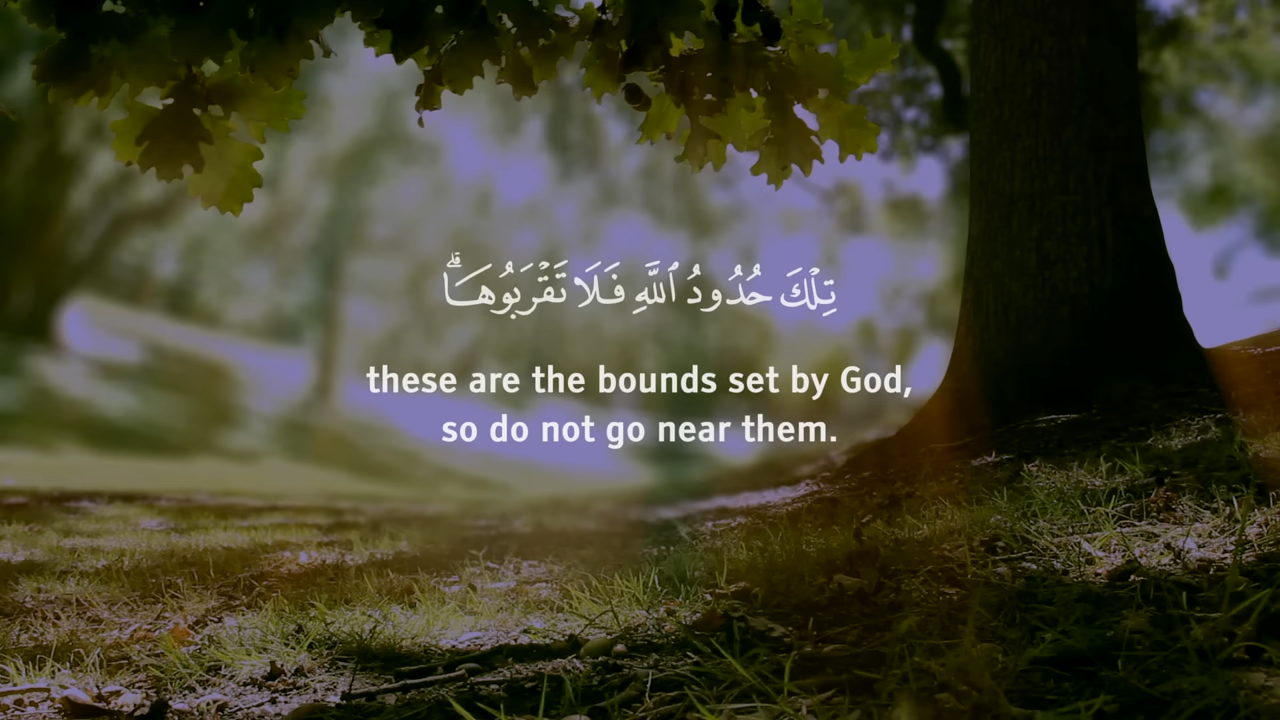 تِلۡكَ حُدُودُ ٱللَّهِ فَلَا تَقۡرَبُوهَاۗ
these are the bounds set by God,
so do not go near them.